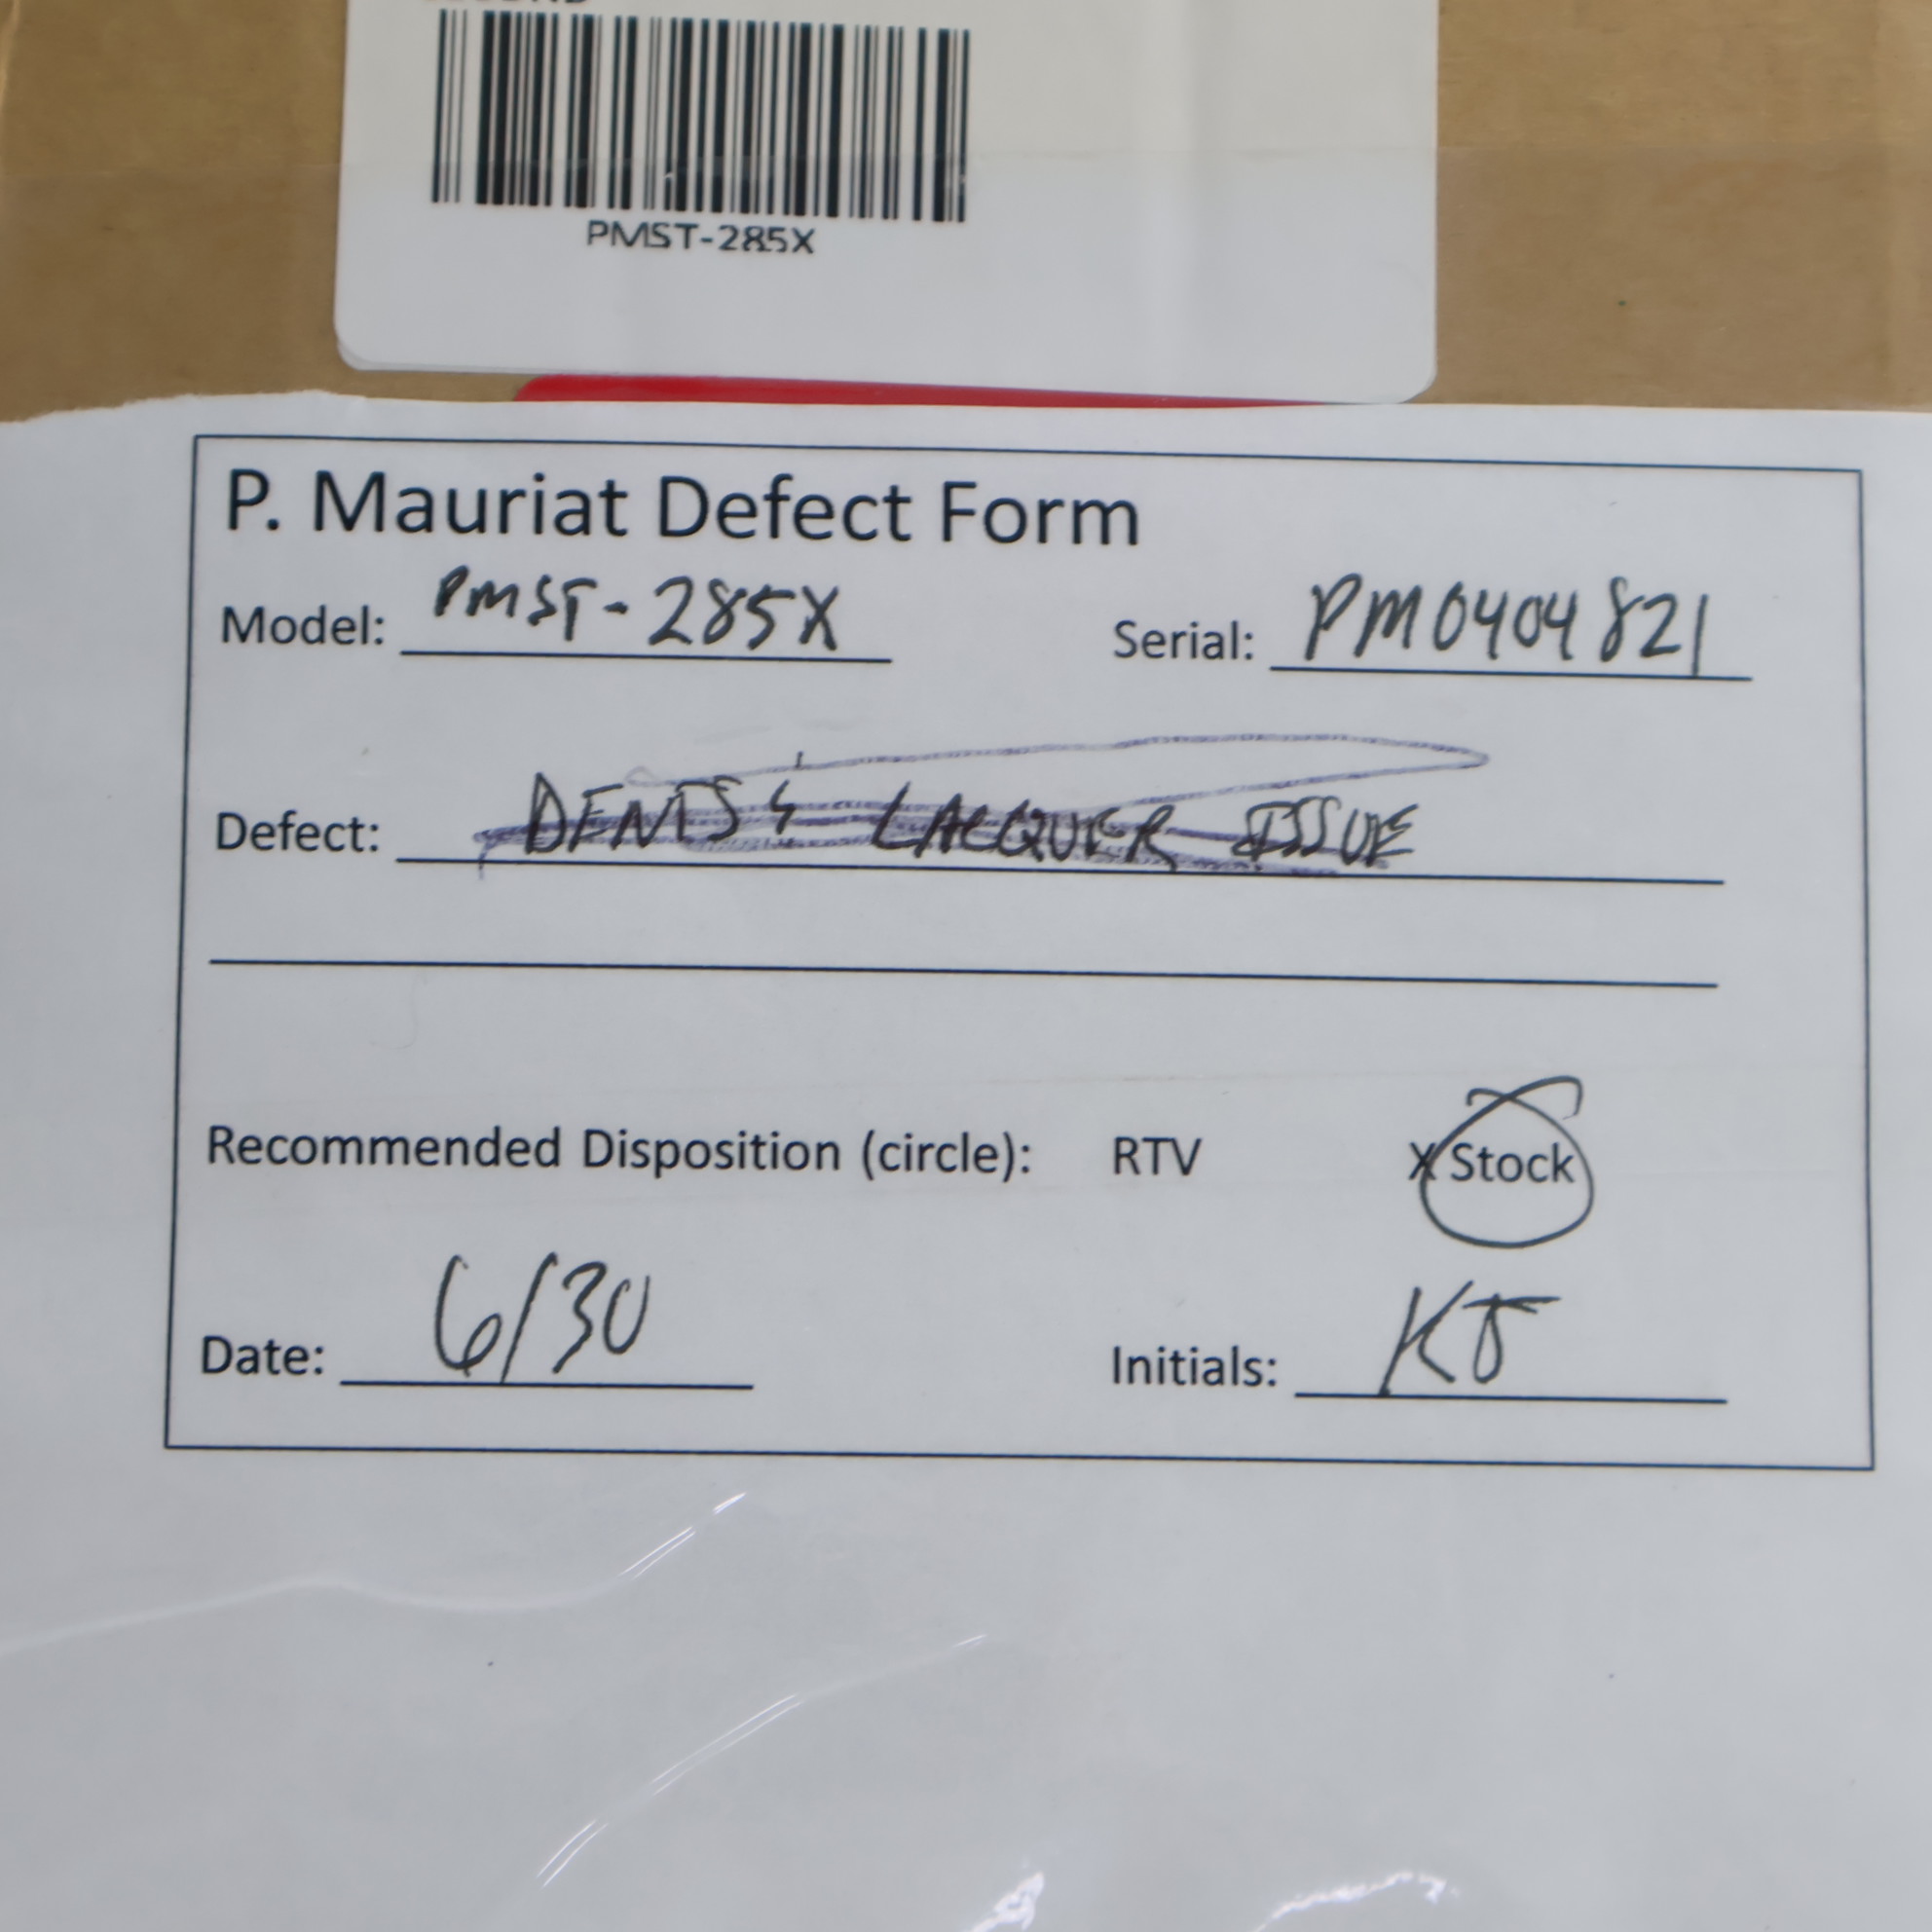 PMST-285X
P. Mauriat Defect Form
Model: PMST-285X Serial: PM0404821
Defect: DENTS & LACQUER ISSUE
Recommended Disposition (circle): RTV X Stock
Date: 6/30 Initials: KJ